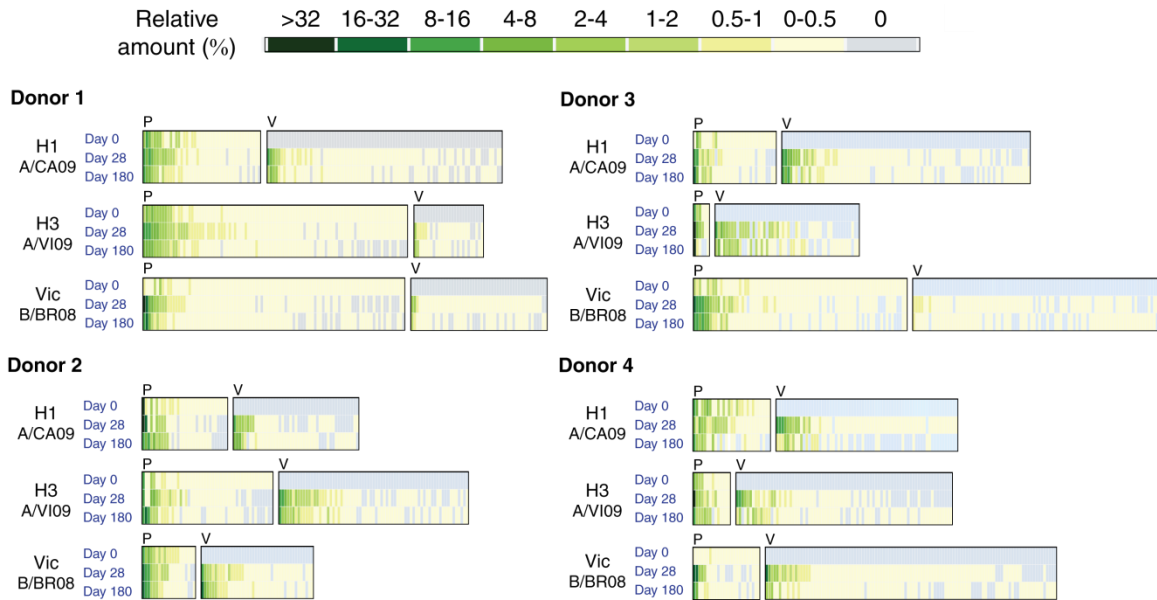 Relative amount (%) >32 16-32 8-16 4-8 2-4 1-2 0.5-1 0-0.5 0
Donor 1
P V
H1 A/CA09
Day 0
Day 28
Day 180
P V
H3 A/VI09
Day 0
Day 28
Day 180
P V
Vic B/BR08
Day 0
Day 28
Day 180
Donor 2
P V
H1 A/CA09
Day 0
Day 28
Day 180
P V
H3 A/VI09
Day 0
Day 28
Day 180
P V
Vic B/BR08
Day 0
Day 28
Day 180
Donor 3
P V
H1 A/CA09
Day 0
Day 28
Day 180
P V
H3 A/VI09
Day 0
Day 28
Day 180
P V
Vic B/BR08
Day 0
Day 28
Day 180
Donor 4
P V
H1 A/CA09
Day 0
Day 28
Day 180
P V
H3 A/VI09
Day 0
Day 28
Day 180
P V
Vic B/BR08
Day 0
Day 28
Day 180